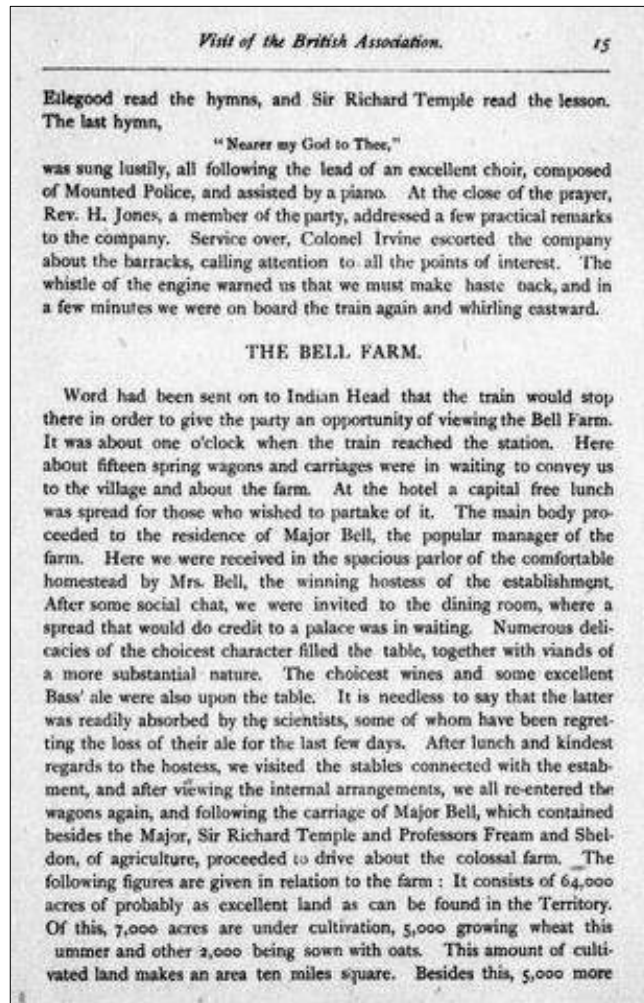 Visit of the British Association. 15
Ellegood read the hymns, and Sir Richard Temple read the lesson.
The last hymn,
"Nearer my God to Thee,"
was sung lustily, all following the lead of an excellent choir, composed
of Mounted Police, and assisted by a piano. At the close of the prayer,
Rev. H. Jones, a member of the party, addressed a few practical remarks
to the company. Service over, Colonel Irvine escorted the company
about the barracks, calling attention to all the points of interest. The
whistle of the engine warned us that we must make haste back, and in
a few minutes we were on board the train again and whirling eastward.
THE BELL FARM.
Word had been sent on to Indian Head that the train would stop
there in order to give the party an opportunity of viewing the Bell Farm.
It was about one o'clock when the train reached the station. Here
about fifteen spring wagons and carriages were in waiting to convey us
to the village and about the farm. At the hotel a capital free lunch
was spread for those who wished to partake of it. The main body pro-
ceeded to the residence of Major Bell, the popular manager of the
farm. Here we were received in the spacious parlor of the comfortable
homestead by Mrs. Bell, the winning hostess of the establishment.
After some social chat, we were invited to the dining room, where a
spread that would do credit to a palace was in waiting. Numerous deli-
cacies of the choicest character filled the table, together with viands of
a more substantial nature. The choicest wines and some excellent
Bass' ale were also upon the table. It is needless to say that the latter
was readily absorbed by the scientists, some of whom have been regret-
ting the loss of their ale for the last few days. After lunch and kindest
regards to the hostess, we visited the stables connected with the estab-
ment, and after viewing the internal arrangements, we all re-entered the
wagons again, and following the carriage of Major Bell, which contained
besides the Major, Sir Richard Temple and Professors Fream and Shel-
don, of agriculture, proceeded to drive about the colossal farm. The
following figures are given in relation to the farm : It consists of 64,000
acres of probably as excellent land as can be found in the Territory.
Of this, 7,000 acres are under cultivation, 5,000 growing wheat this
ummer and other 2,000 being sown with oats. This amount of culti-
vated land makes an area ten miles square. Besides this, 5,000 more